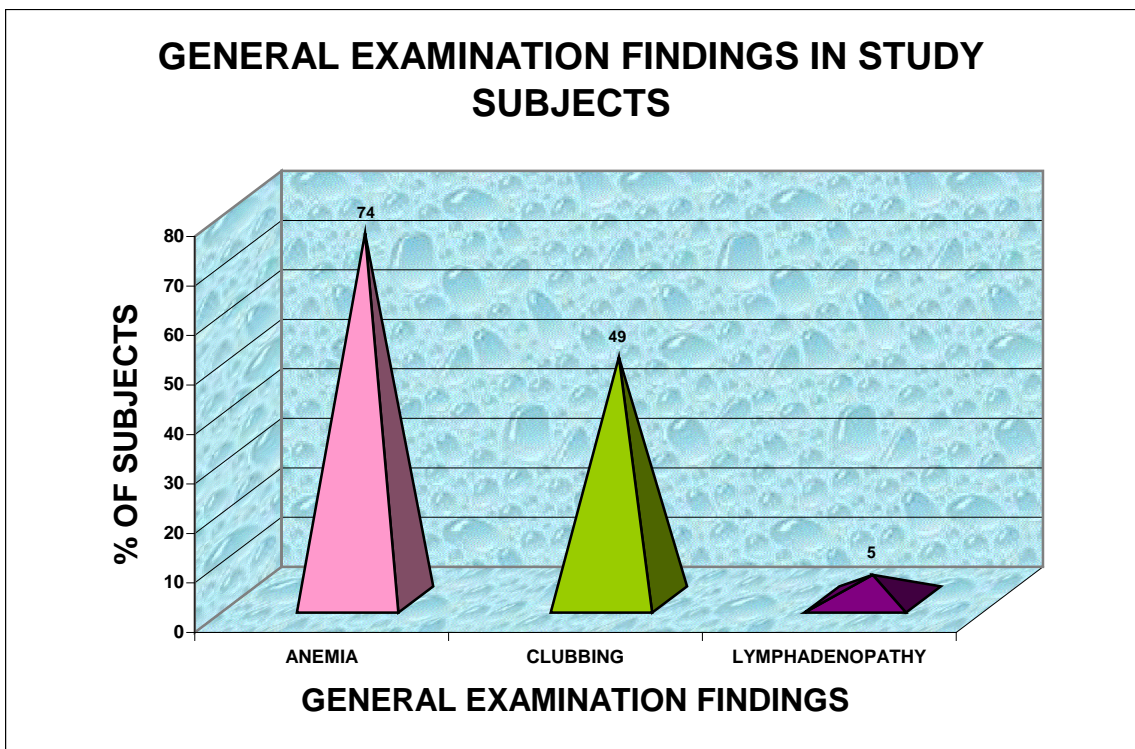 GENERAL EXAMINATION FINDINGS IN STUDY
SUBJECTS
% OF SUBJECTS
80
70
60
50
40
30
20
10
0
74
49
5
ANEMIA
CLUBBING
LYMPHADENOPATHY
GENERAL EXAMINATION FINDINGS